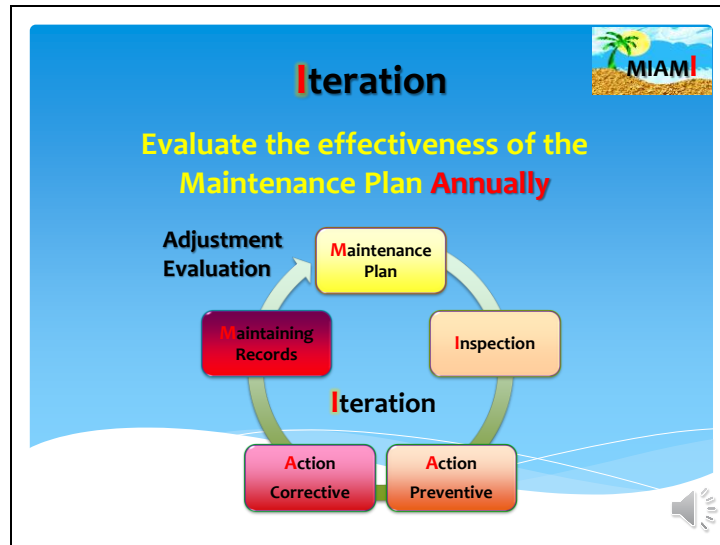 MIAMI
Iteration
Evaluate the effectiveness of the
Maintenance Plan Annually
Adjustment
Evaluation
Maintenance
Plan
Maintaining
Records
Inspection
Iteration
Action
Corrective
Action
Preventive